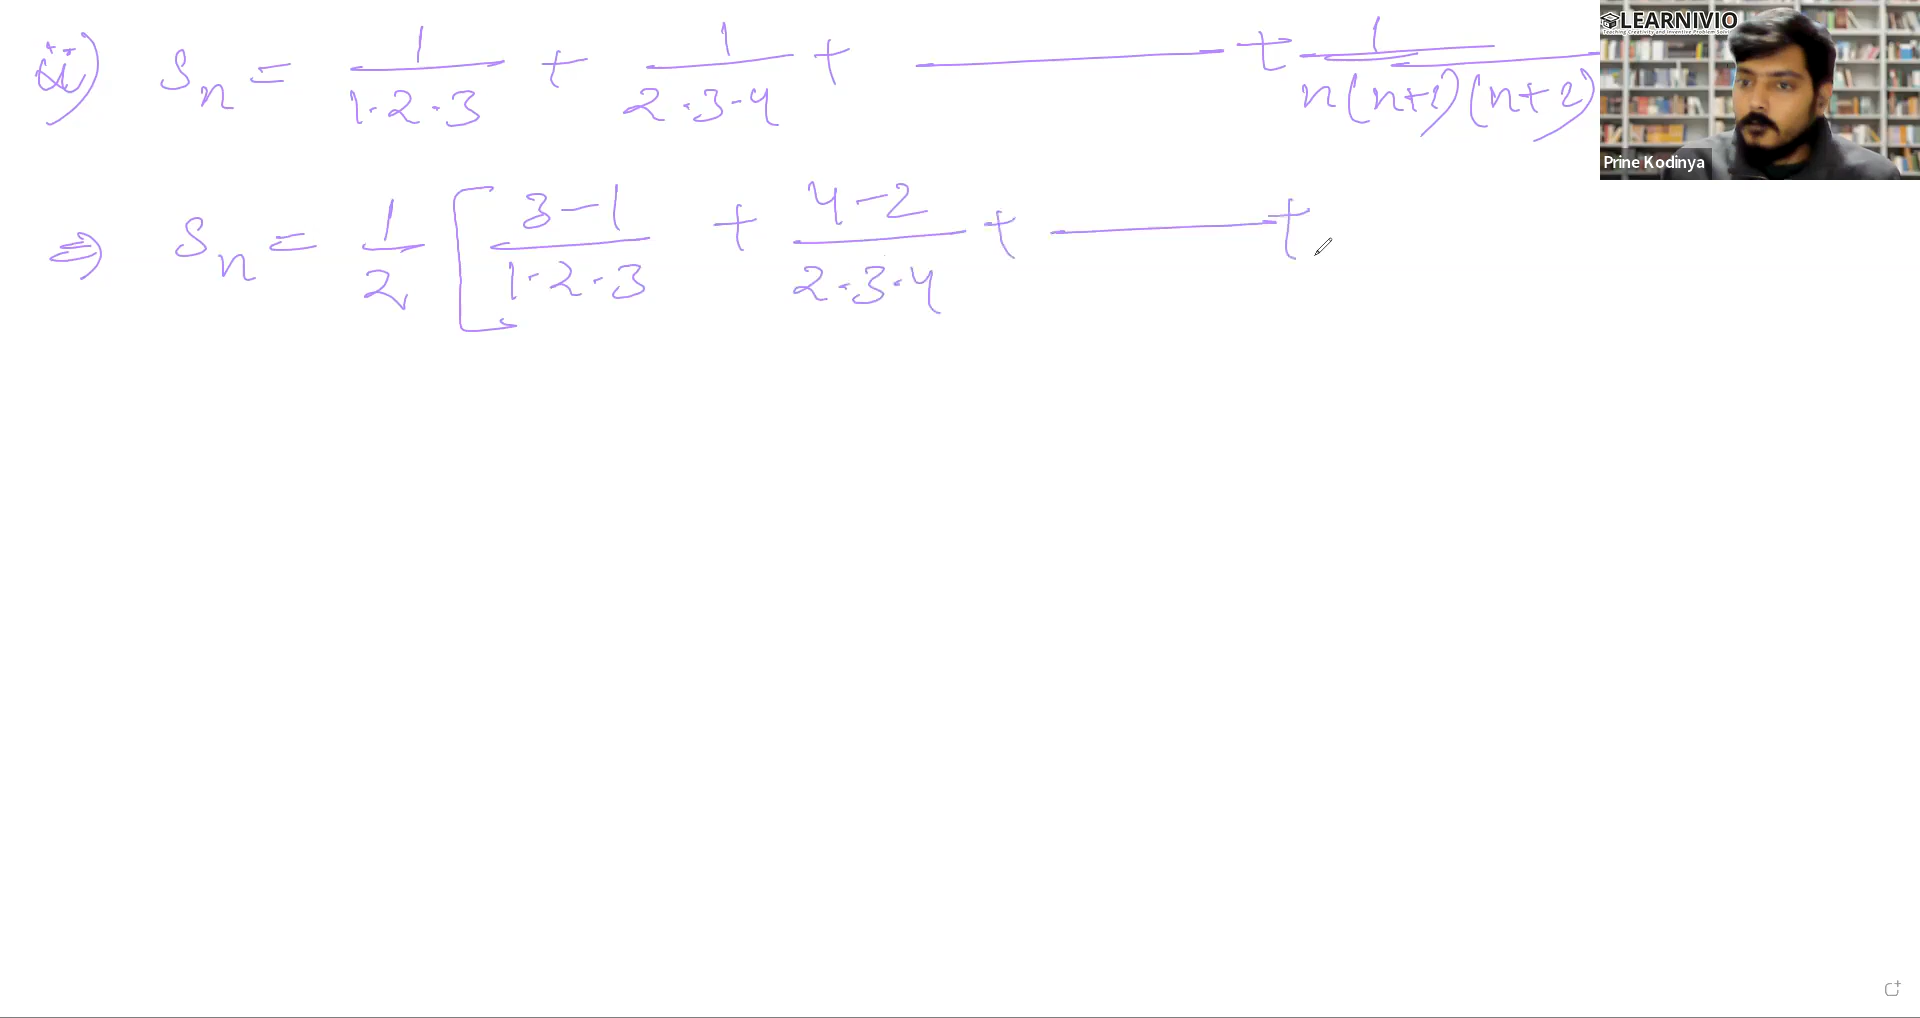 ii) Sn = 1/(1·2·3) + 1/(2·3·4) + ——— + 1/(n(n+1)(n+2))
LEARNIVIO
Prine Kodinya
⇒ Sn = 1/2 [ (3-1)/(1·2·3) + (4-2)/(2·3·4) + ——— +